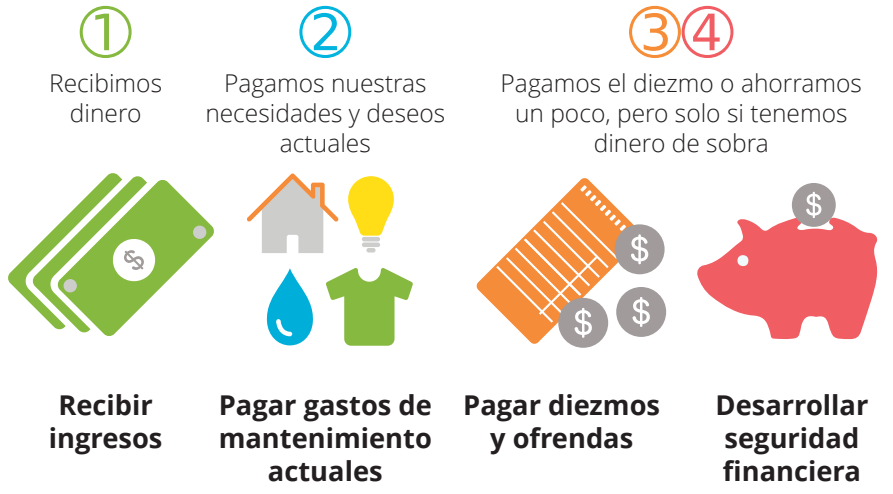 ①
Recibimos
dinero
②
Pagamos nuestras
necesidades y deseos
actuales
③④
Pagamos el diezmo o ahorramos
un poco, pero solo si tenemos
dinero de sobra
$
$
$
$
$
Recibir
ingresos
Pagar gastos de
mantenimiento
actuales
Pagar diezmos
y ofrendas
Desarrollar
seguridad
financiera